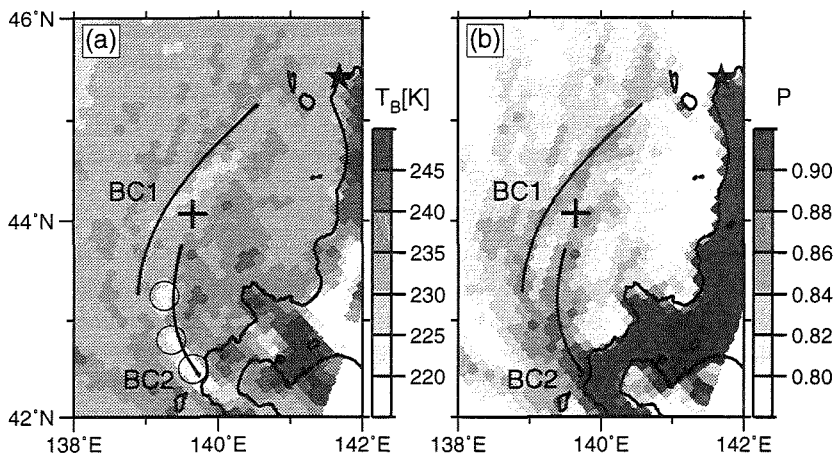 46°N
(a)
(b)
T_B[K]
P
BC1
BC1
245
240
235
230
225
220
0.90
0.88
0.86
0.84
0.82
0.80
44°N
BC2
BC2
42°N
138°E
140°E
142°E
138°E
140°E
142°E